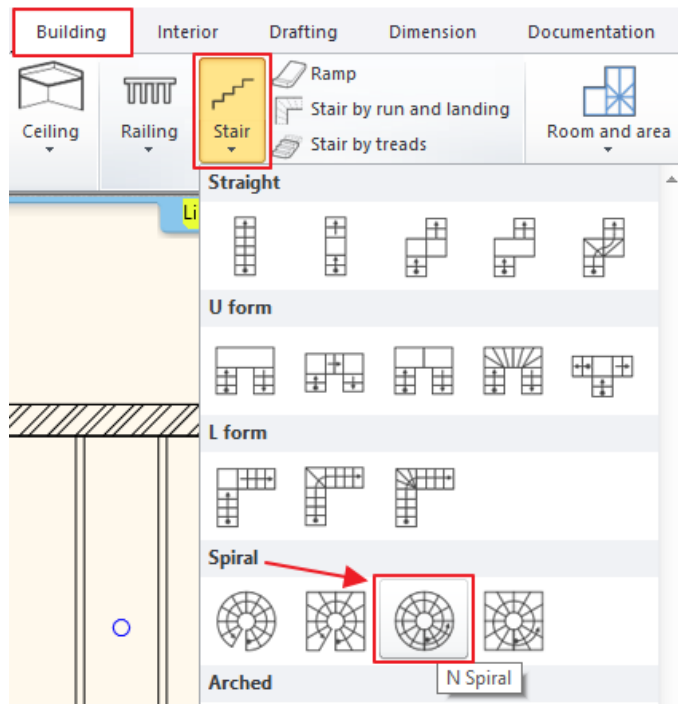 Building Interior Drafting Dimension Documentation
Ramp
Stair by run and landing
Stair by treads
Ceiling Railing Stair Room and area
Straight
Li
U form
L form
Spiral
N Spiral
Arched